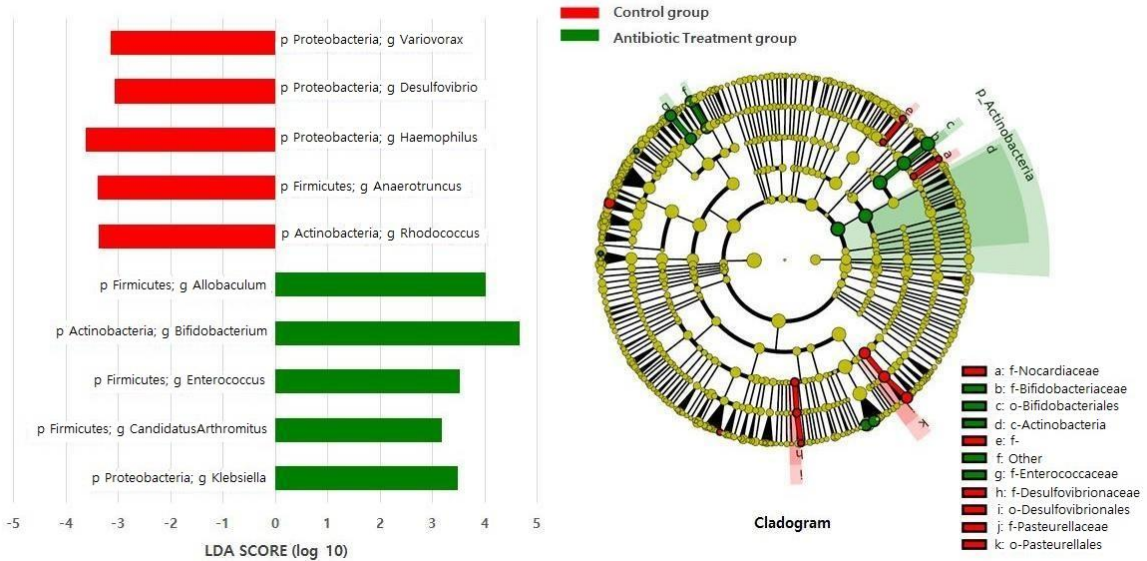 Control group
Antibiotic Treatment group
p Proteobacteria; g Variovorax
p Proteobacteria; g Desulfovibrio
p Proteobacteria; g Haemophilus
p Firmicutes; g Anaerotruncus
p Actinobacteria; g Rhodococcus
p Firmicutes; g Allobaculum
p Actinobacteria; g Bifidobacterium
p Firmicutes; g Enterococcus
p Firmicutes; g CandidatusArthromitus
p Proteobacteria; g Klebsiella
-5 -4 -3 -2 -1 0 1 2 3 4 5
LDA SCORE (log 10)
g
f
e
c
b
a
d
p_Actinobacteria
k
h
i
Cladogram
a: f-Nocardiaceae
b: f-Bifidobacteriaceae
c: o-Bifidobacteriales
d: c-Actinobacteria
e: f-
f: Other
g: f-Enterococcaceae
h: f-Desulfovibrionaceae
i: o-Desulfovibrionales
j: f-Pasteurellaceae
k: o-Pasteurellales